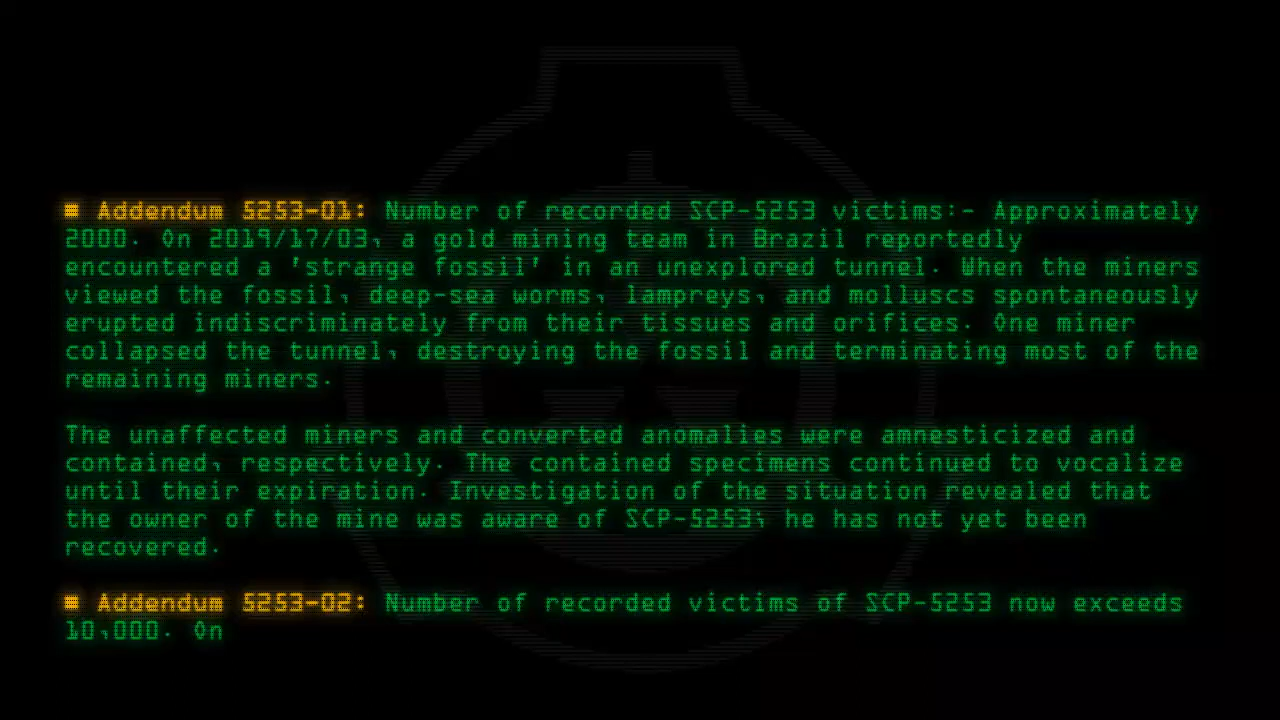 ■ Addendum 5253-01: Number of recorded SCP-5253 victims:- Approximately
2000. On 2019/17/03, a gold mining team in Brazil reportedly
encountered a 'strange fossil' in an unexplored tunnel. When the miners
viewed the fossil, deep-sea worms, lampreys, and molluscs spontaneously
erupted indiscriminately from their tissues and orifices. One miner
collapsed the tunnel, destroying the fossil and terminating most of the
remaining miners.
The unaffected miners and converted anomalies were amnesticized and
contained, respectively. The contained specimens continued to vocalize
until their expiration. Investigation of the situation revealed that
the owner of the mine was aware of SCP-5253; he has not yet been
recovered.
■ Addendum 5253-02: Number of recorded victims of SCP-5253 now exceeds
10,000. On